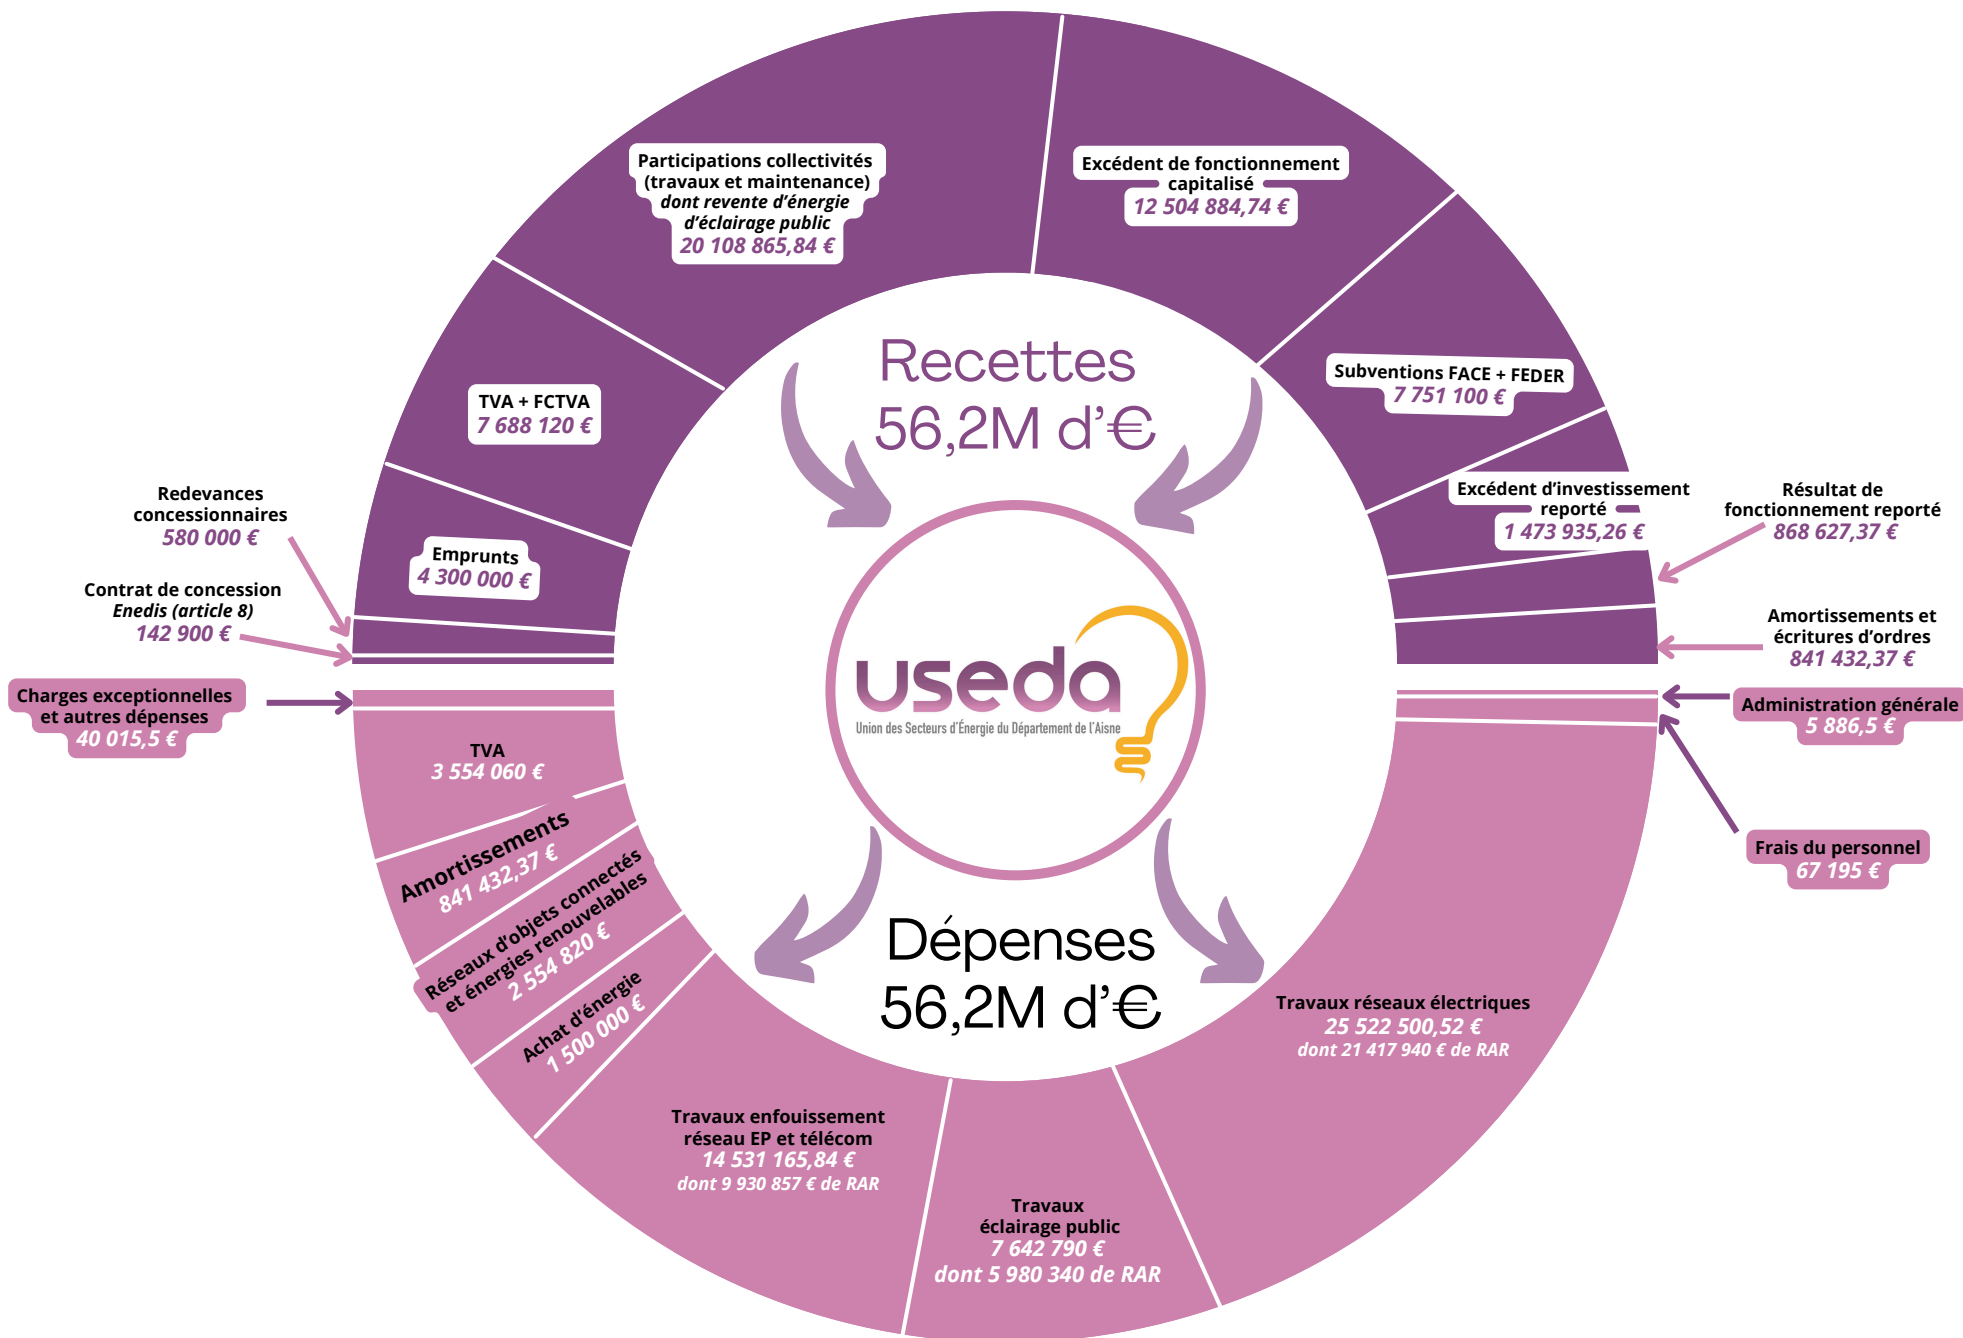 Participations collectivités
(travaux et maintenance)
dont revente d'énergie
d'éclairage public
20 108 865,84 €
Excédent de fonctionnement
capitalisé
12 504 884,74 €
Subventions FACE + FEDER
7 751 100 €
TVA + FCTVA
7 688 120 €
Recettes
56,2M d'€
Excédent d'investissement
reporté
1 473 935,26 €
Résultat de
fonctionnement reporté
868 627,37 €
Redevances
concessionnaires
580 000 €
Emprunts
4 300 000 €
Contrat de concession
Enedis (article 8)
142 900 €
Amortissements et
écritures d'ordres
841 432,37 €
useda
Union des Secteurs d'Énergie du Département de l'Aisne
Charges exceptionnelles
et autres dépenses
40 015,5 €
Administration générale
5 886,5 €
TVA
3 554 060 €
Frais du personnel
67 195 €
Amortissements
841 432,37 €
Réseaux d'objets connectés
et énergies renouvelables
2 554 820 €
Achat d'énergie
1 500 000 €
Dépenses
56,2M d'€
Travaux réseaux électriques
25 522 500,52 €
dont 21 417 940 € de RAR
Travaux enfouissement
réseau EP et télécom
14 531 165,84 €
dont 9 930 857 € de RAR
Travaux
éclairage public
7 642 790 €
dont 5 980 340 de RAR